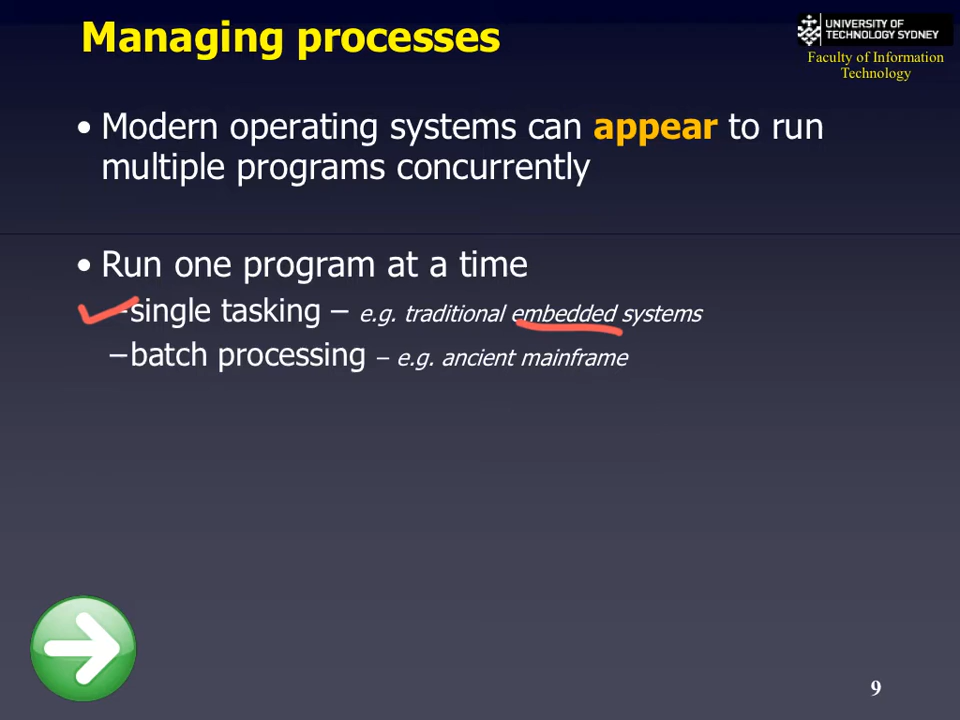 Managing processes
UNIVERSITY OF
TECHNOLOGY SYDNEY
Faculty of Information
Technology
• Modern operating systems can appear to run
multiple programs concurrently
• Run one program at a time
–single tasking – e.g. traditional embedded systems
–batch processing – e.g. ancient mainframe
9